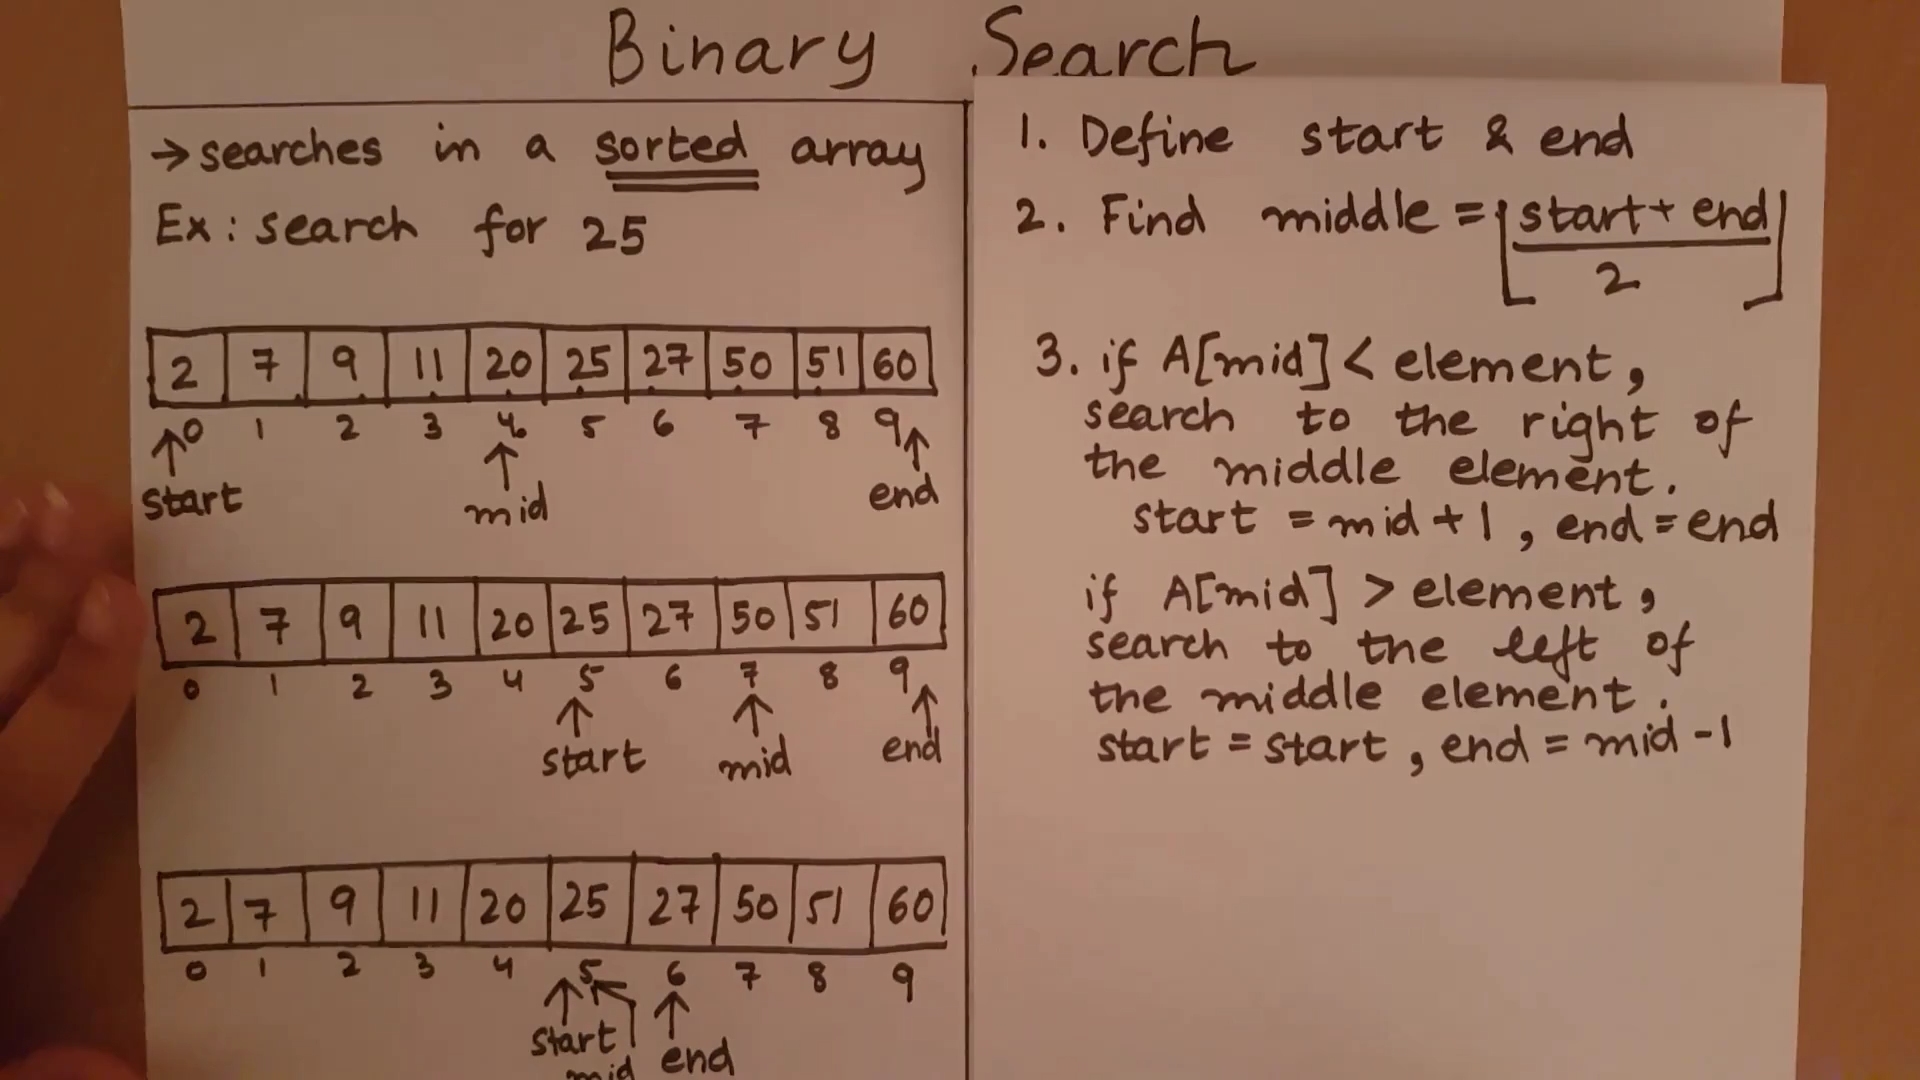 Binary Search
→ searches in a sorted array
Ex: search for 25
2 7 9 11 20 25 27 50 51 60
0 1 2 3 4 5 6 7 8 9
start mid end
2 7 9 11 20 25 27 50 51 60
0 1 2 3 4 5 6 7 8 9
start mid end
2 7 9 11 20 25 27 50 51 60
0 1 2 3 4 5 6 7 8 9
start end
mid
1. Define start & end
2. Find middle = ⌊start + end
2⌋
3. if A[mid] < element,
search to the right of
the middle element.
start = mid + 1, end = end
if A[mid] > element,
search to the left of
the middle element.
start = start, end = mid - 1